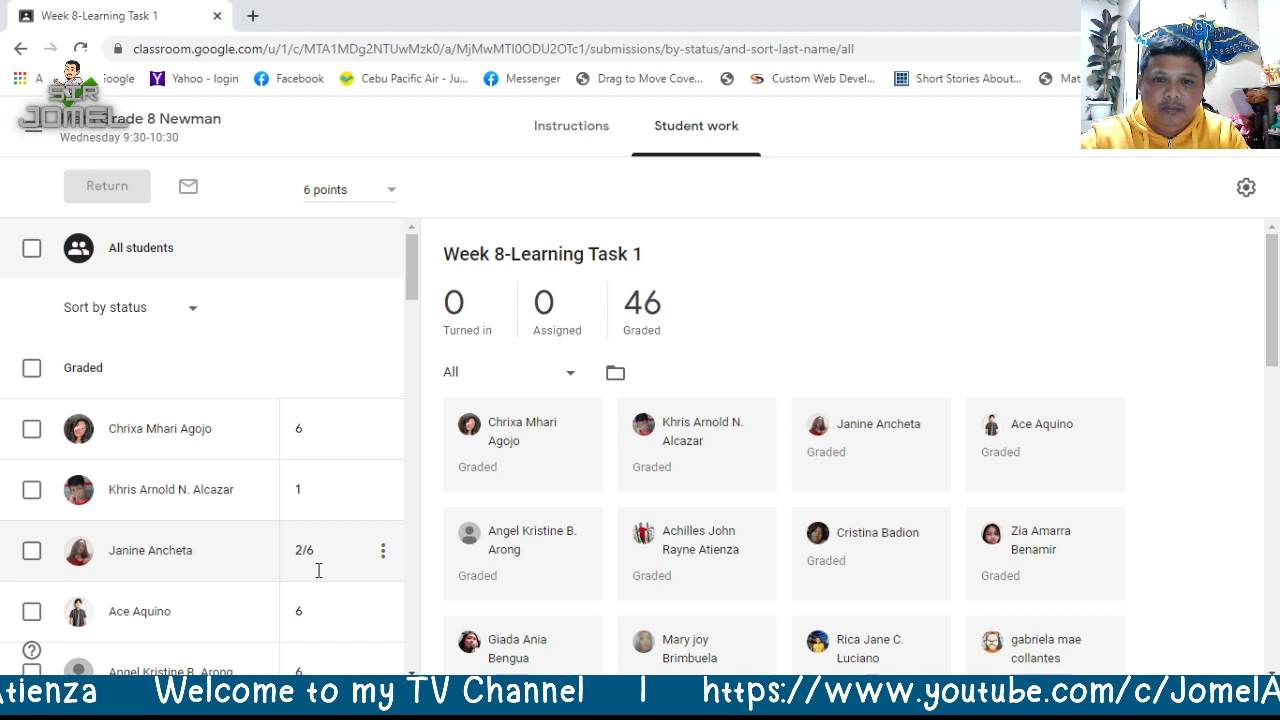 Week 8-Learning Task 1
classroom.google.com/u/1/c/MTA1MDg2NTUwMzk0/a/MjMwMTI0ODU2OTc1/submissions/by-status/and-sort-last-name/all
Yahoo - login
Facebook
Cebu Pacific Air - Ju...
Messenger
Drag to Move Cove...
Custom Web Devel...
Short Stories About...
SIR
JOMEL
rade 8 Newman
Wednesday 9:30-10:30
Instructions
Student work
Return
6 points
All students
Sort by status
Graded
Chrixa Mhari Agojo 6
Khris Arnold N. Alcazar 1
Janine Ancheta 2/6
Ace Aquino 6
Angel Kristine B. Arong 6
Week 8-Learning Task 1
0 0 46
Turned in Assigned Graded
All
Chrixa Mhari
Agojo
Graded
Khris Arnold N.
Alcazar
Graded
Janine Ancheta
Graded
Ace Aquino
Graded
Angel Kristine B.
Arong
Graded
Achilles John
Rayne Atienza
Graded
Cristina Badion
Graded
Zia Amarra
Benamir
Graded
Giada Ania
Bengua
Mary joy
Brimbuela
Rica Jane C.
Luciano
gabriela mae
collantes
Atienza Welcome to my TV Channel | https://www.youtube.com/c/JomelA